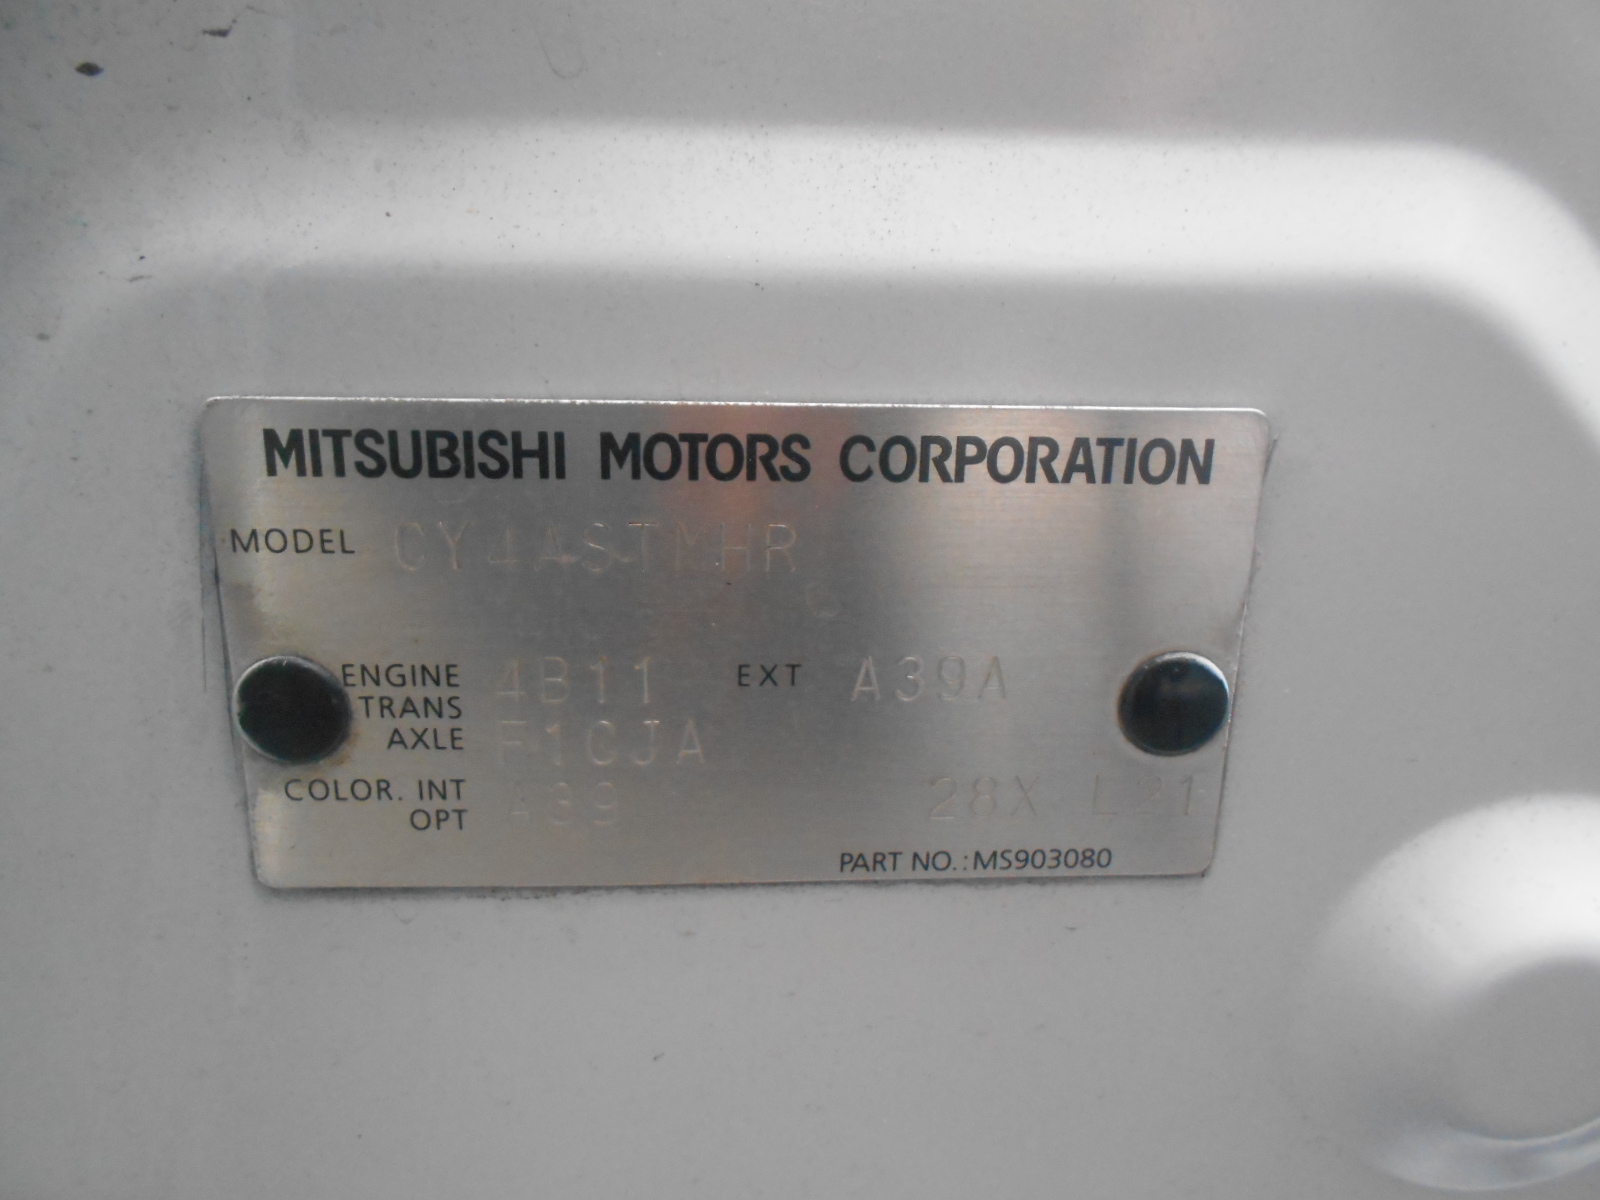 MITSUBISHI MOTORS CORPORATION
MODEL CY4ASTMHR
ENGINE 4B11 EXT A39A
TRANS
AXLE F1CJA
COLOR. INT A39 28X L21
OPT
PART NO.: MS903080